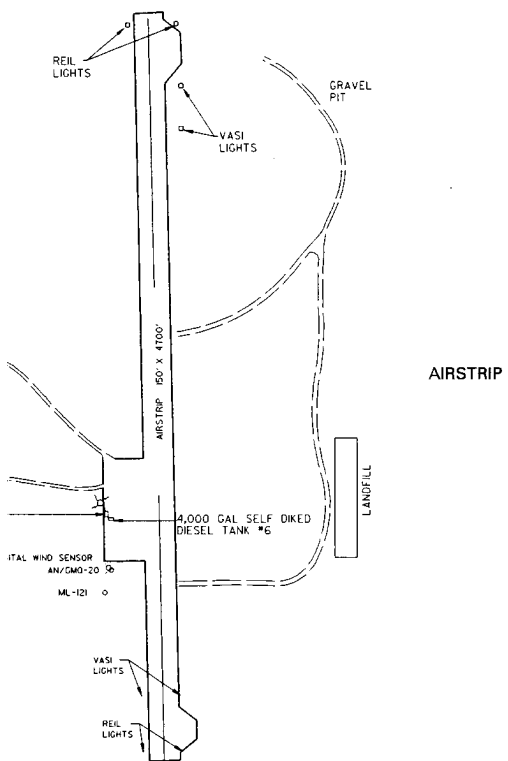 REIL
LIGHTS
GRAVEL
PIT
VASI
LIGHTS
AIRSTRIP 150' X 4700'
AIRSTRIP
LANDFILL
4,000 GAL SELF DIKED
DIESEL TANK #6
ITAL WIND SENSOR
AN/GMQ-20
ML-121
VASI
LIGHTS
REIL
LIGHTS